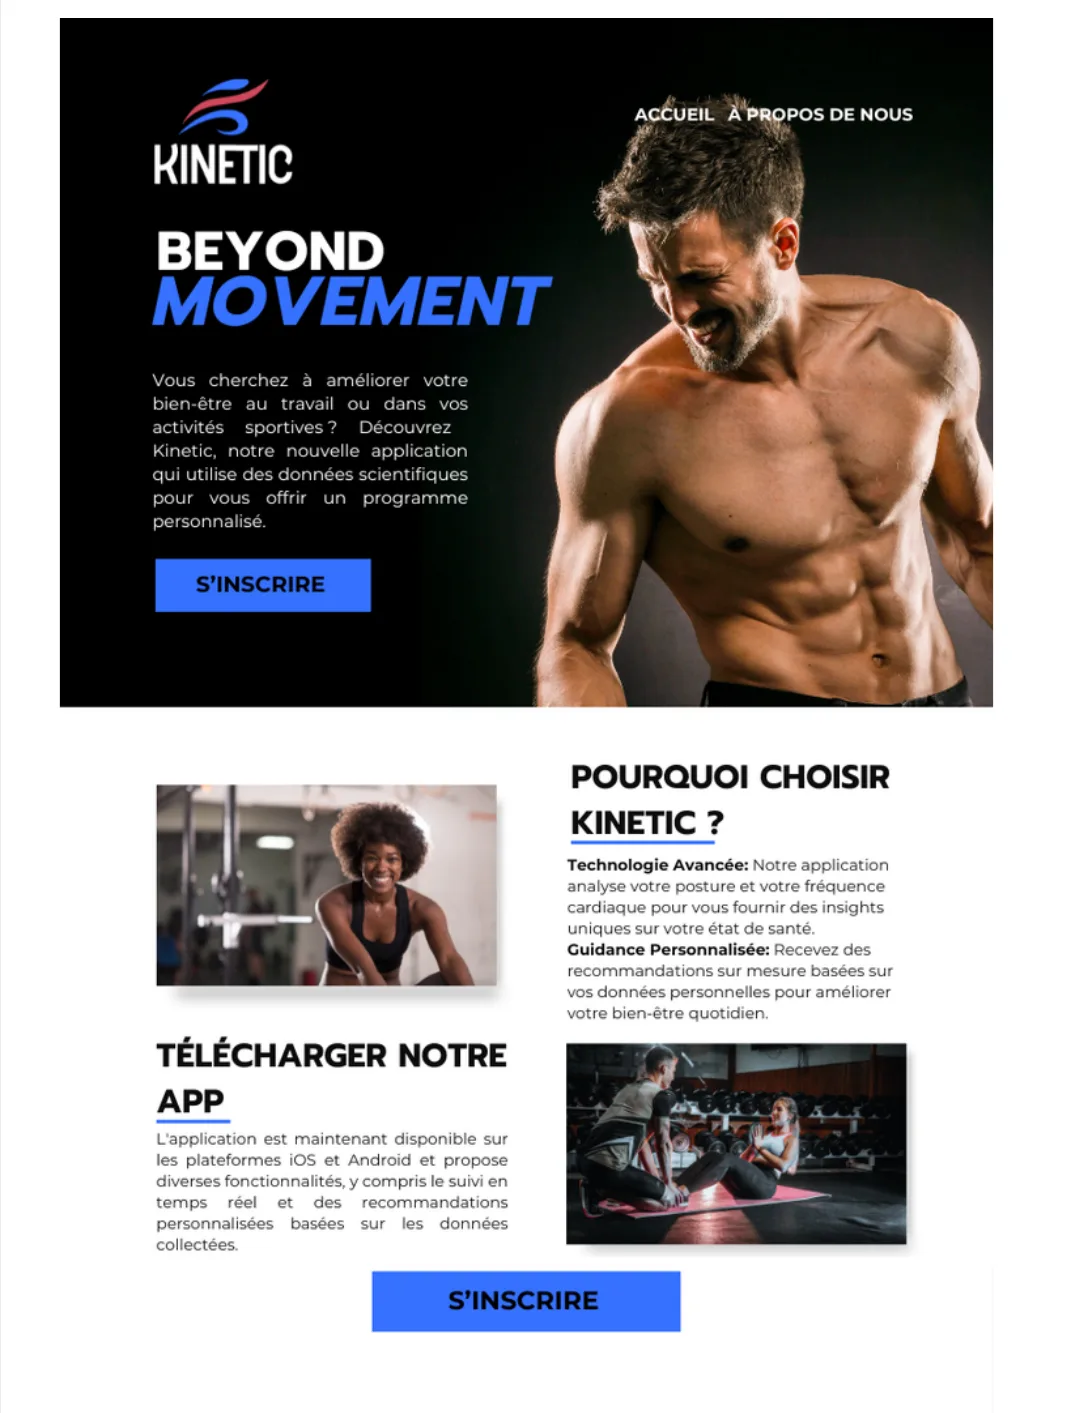 KINETIC
ACCUEIL À PROPOS DE NOUS
BEYOND
MOVEMENT
Vous cherchez à améliorer votre
bien-être au travail ou dans vos
activités sportives ? Découvrez
Kinetic, notre nouvelle application
qui utilise des données scientifiques
pour vous offrir un programme
personnalisé.
S’INSCRIRE
POURQUOI CHOISIR
KINETIC ?
Technologie Avancée: Notre application
analyse votre posture et votre fréquence
cardiaque pour vous fournir des insights
uniques sur votre état de santé.
Guidance Personnalisée: Recevez des
recommandations sur mesure basées sur
vos données personnelles pour améliorer
votre bien-être quotidien.
TÉLÉCHARGER NOTRE
APP
L'application est maintenant disponible sur
les plateformes iOS et Android et propose
diverses fonctionnalités, y compris le suivi en
temps réel et des recommandations
personnalisées basées sur les données
collectées.
S’INSCRIRE